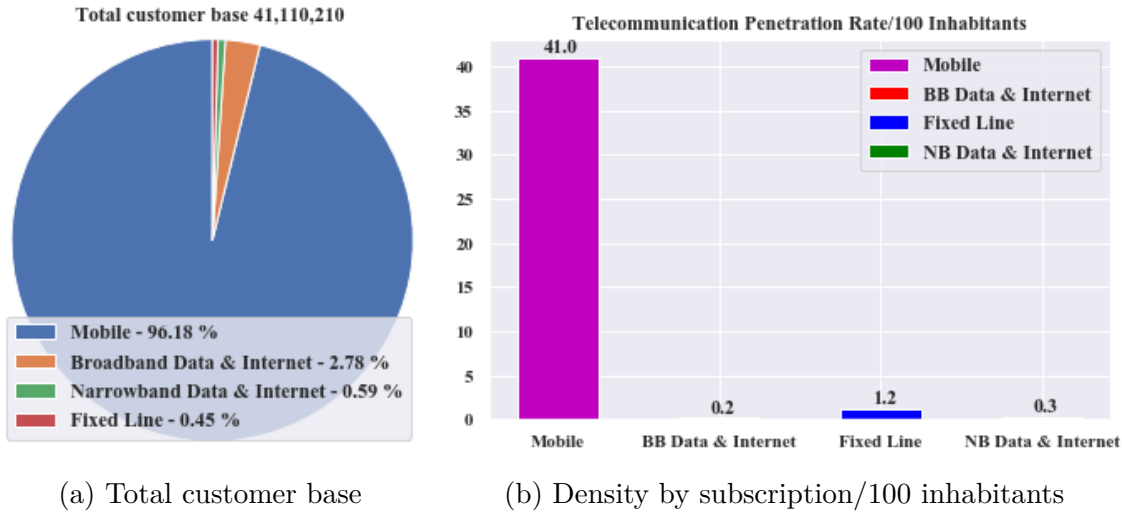 Total customer base 41,110,210
Mobile - 96.18 %
Broadband Data & Internet - 2.78 %
Narrowband Data & Internet - 0.59 %
Fixed Line - 0.45 %
(a) Total customer base
Telecommunication Penetration Rate/100 Inhabitants
41.0
Mobile
BB Data & Internet
Fixed Line
NB Data & Internet
40
35
30
25
20
15
10
5
0
0.2
1.2
0.3
Mobile
BB Data & Internet
Fixed Line
NB Data & Internet
(b) Density by subscription/100 inhabitants